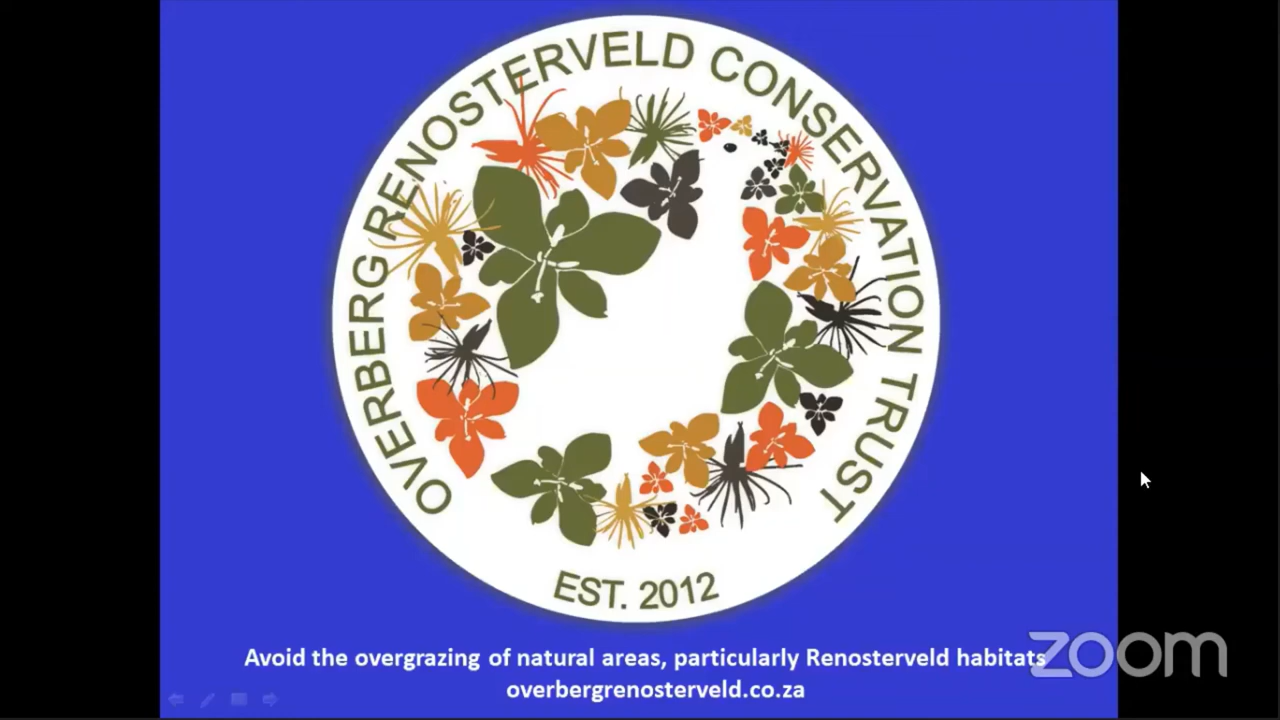 OVERBERG RENOSTERVELD CONSERVATION TRUST
EST. 2012
Avoid the overgrazing of natural areas, particularly Renosterveld habitats
overbergrenosterveld.co.za
zoom